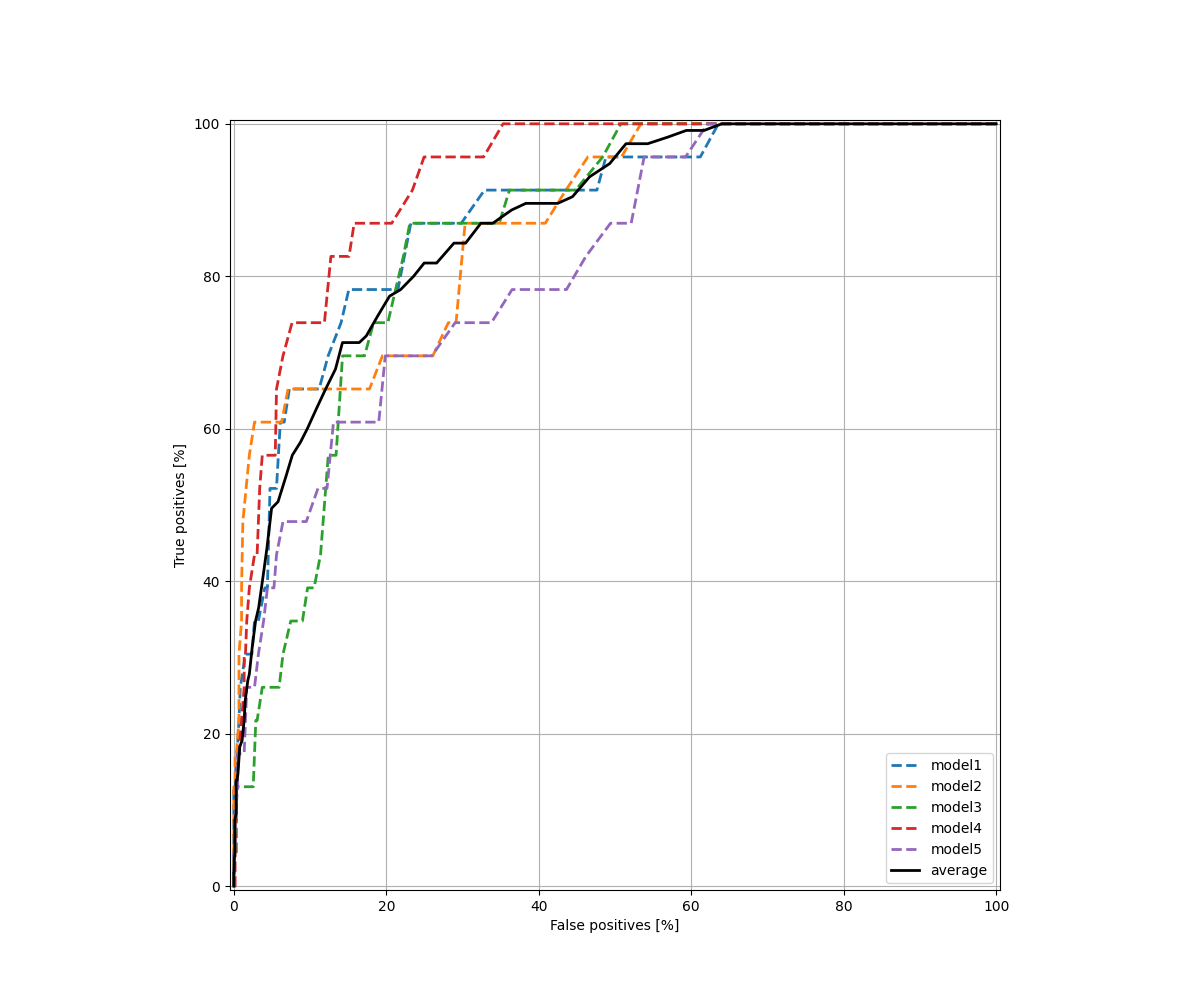 100
80
60
40
20
0
True positives [%]
0 20 40 60 80 100
False positives [%]
model1
model2
model3
model4
model5
average